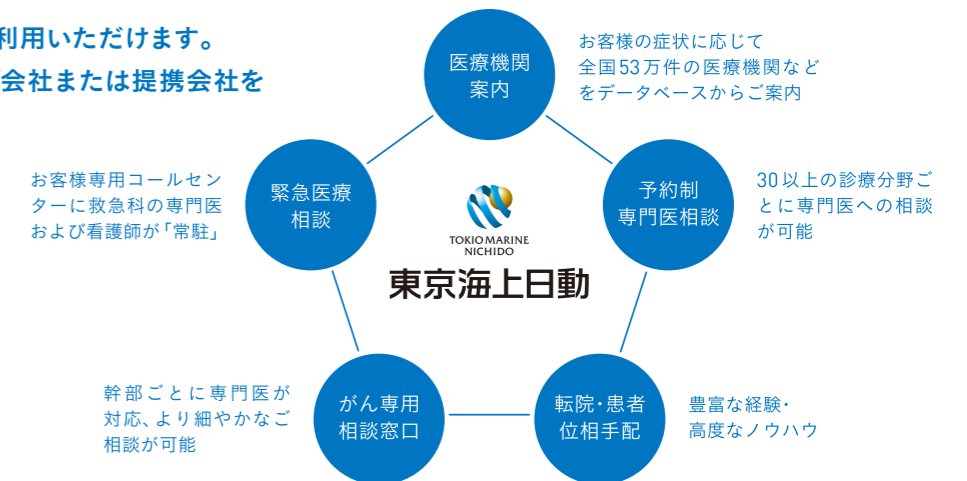 利用いただけます。
会社または提携会社を
医療機関
案内
お客様の症状に応じて
全国53万件の医療機関など
をデータベースからご案内
お客様専用コールセン
ターに救急科の専門医
および看護師が「常駐」
緊急医療
相談
TOKIO MARINE
NICHIDO
東京海上日動
予約制
専門医相談
30以上の診療分野ご
とに専門医への相談
が可能
幹部ごとに専門医が
対応、より細やかなご
相談が可能
がん専用
相談窓口
転院・患者
位相手配
豊富な経験・
高度なノウハウ